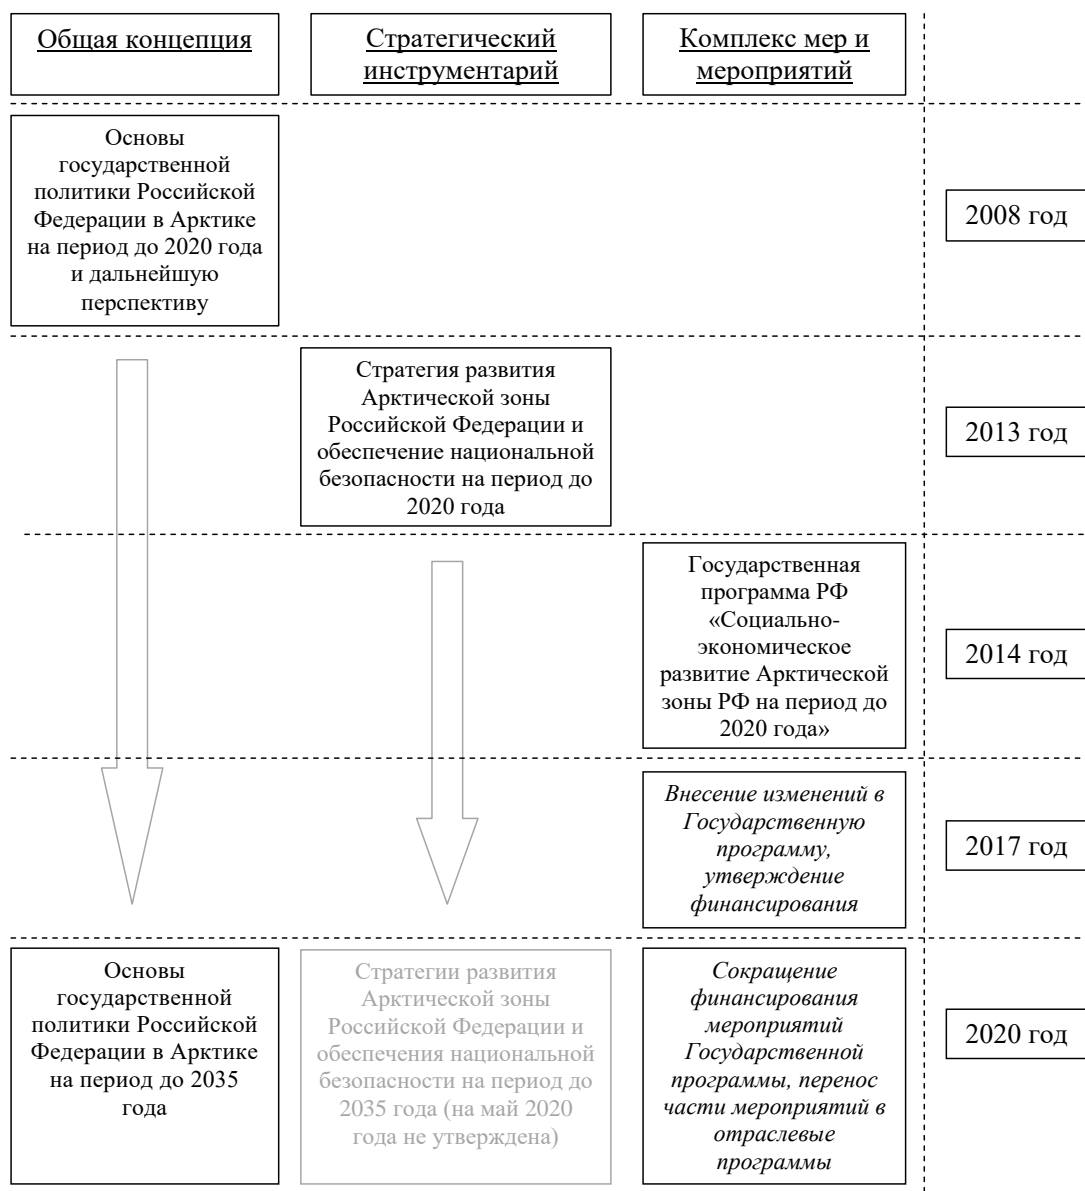 Общая концепция
Стратегический
инструментарий
Комплекс мер и
мероприятий
Основы
государственной
политики Российской
Федерации в Арктике
на период до 2020 года
и дальнейшую
перспективу
2008 год
Стратегия развития
Арктической зоны
Российской Федерации и
обеспечение национальной
безопасности на период до
2020 года
2013 год
Государственная
программа РФ
«Социально-
экономическое
развитие Арктической
зоны РФ на период до
2020 года»
2014 год
Внесение изменений в
Государственную
программу,
утверждение
финансирования
2017 год
Основы
государственной
политики Российской
Федерации в Арктике
на период до 2035
года
Стратегии развития
Арктической зоны
Российской Федерации и
обеспечения национальной
безопасности на период до
2035 года (на май 2020
года не утверждена)
Сокращение
финансирования
мероприятий
Государственной
программы, перенос
части мероприятий в
отраслевые
программы
2020 год